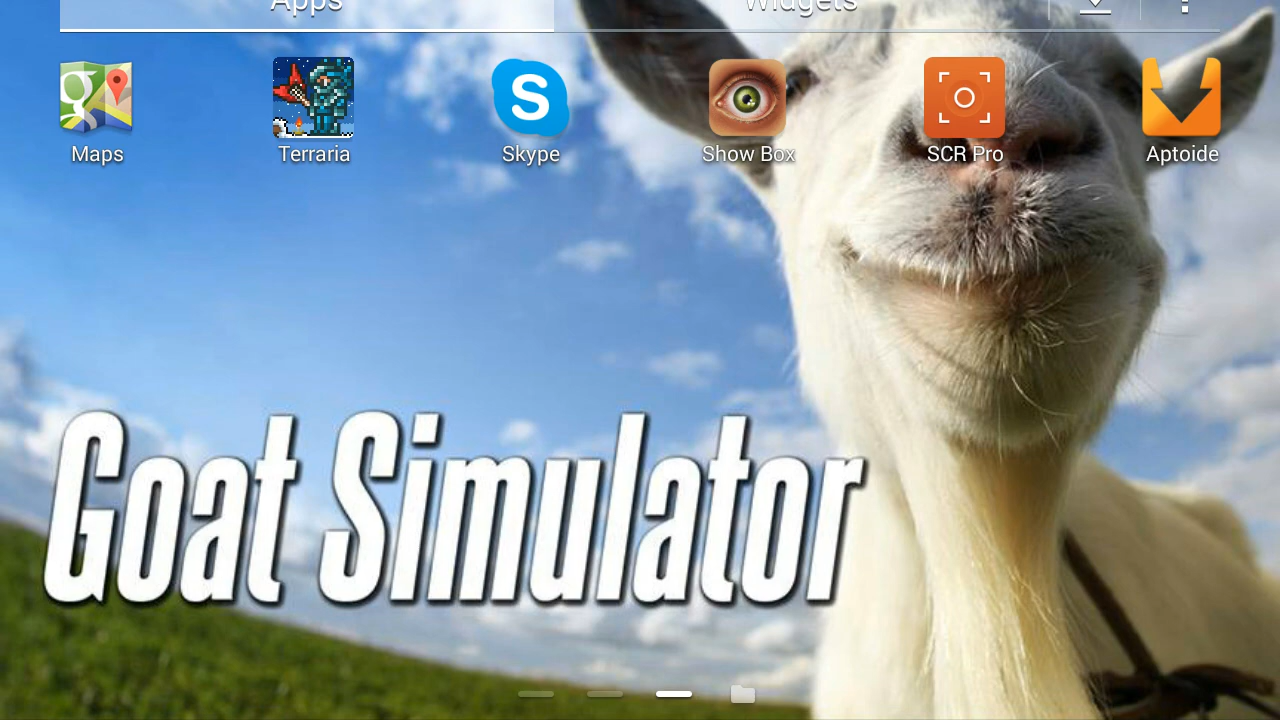 Apps
Widgets
Maps
Terraria
Skype
Show Box
SCR Pro
Aptoide
Goat Simulator